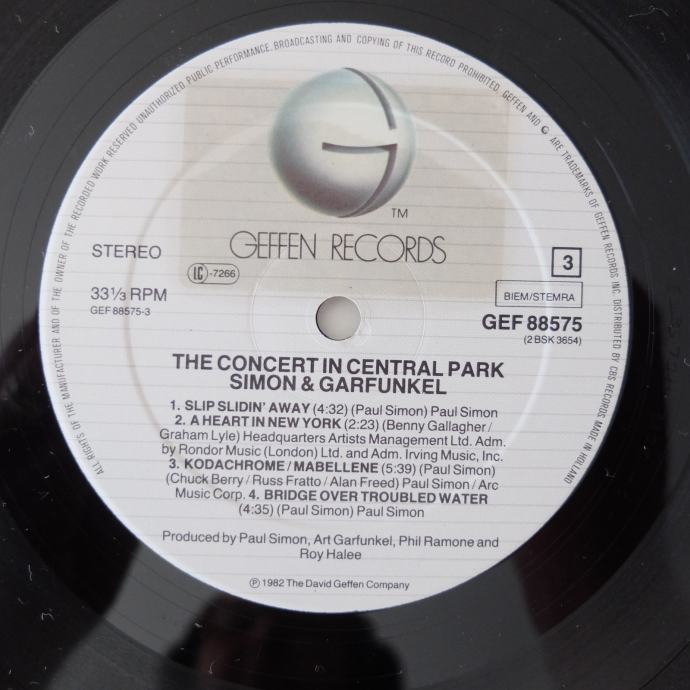 ALL RIGHTS OF THE MANUFACTURER AND OF THE OWNER OF THE RECORDED WORK RESERVED UNAUTHORIZED PUBLIC PERFORMANCE, BROADCASTING AND COPYING OF THIS RECORD PROHIBITED. GEFFEN AND G ARE TRADEMARKS OF GEFFEN RECORDS INC. DISTRIBUTED BY CBS RECORDS MADE IN HOLLAND
TM
GEFFEN RECORDS
STEREO
LC-7266
3
33⅓ RPM
BIEM/STEMRA
GEF 88575-3
GEF 88575
(2 BSK 3654)
THE CONCERT IN CENTRAL PARK
SIMON & GARFUNKEL
1. SLIP SLIDIN' AWAY (4:32) (Paul Simon) Paul Simon
2. A HEART IN NEW YORK (2:23) (Benny Gallagher/
Graham Lyle) Headquarters Artists Management Ltd. Adm.
by Rondor Music (London) Ltd. and Adm. Irving Music, Inc.
3. KODACHROME/MABELLENE (5:39) (Paul Simon)
(Chuck Berry/Russ Fratto/Alan Freed) Paul Simon/Arc
Music Corp. 4. BRIDGE OVER TROUBLED WATER
(4:35) (Paul Simon) Paul Simon
Produced by Paul Simon, Art Garfunkel, Phil Ramone and
Roy Halee
℗ 1982 The David Geffen Company